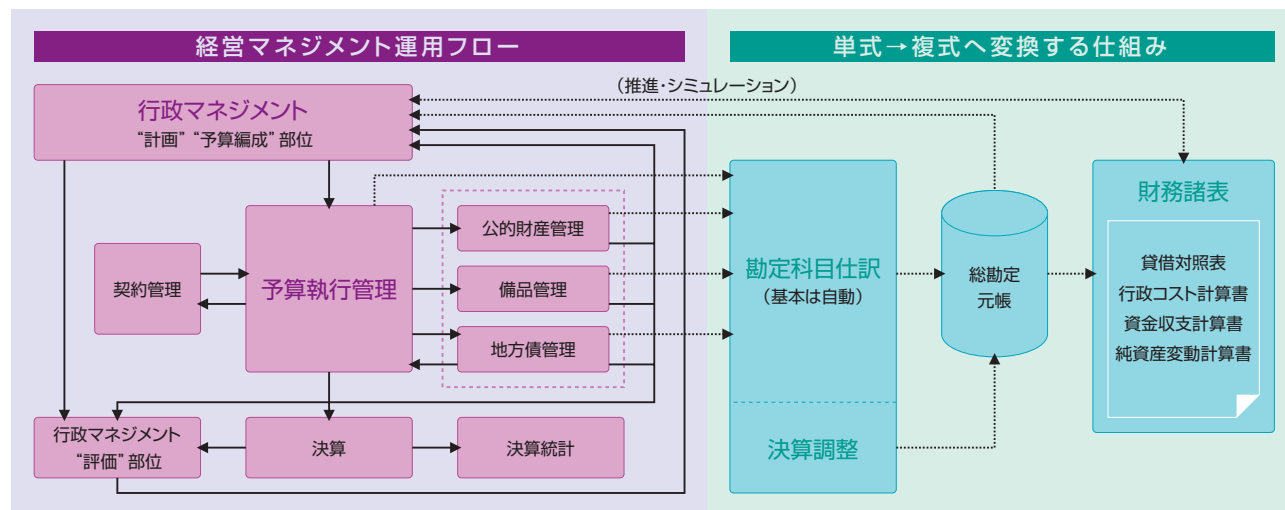 経営マネジメント運用フロー
単式→複式へ変換する仕組み
（推進・シミュレーション）
行政マネジメント
“計画” “予算編成” 部位
契約管理
予算執行管理
公的財産管理
備品管理
地方債管理
行政マネジメント
“評価” 部位
決算
決算統計
勘定科目仕訳
（基本は自動）
決算調整
総勘定
元帳
財務諸表
貸借対照表
行政コスト計算書
資金収支計算書
純資産変動計算書